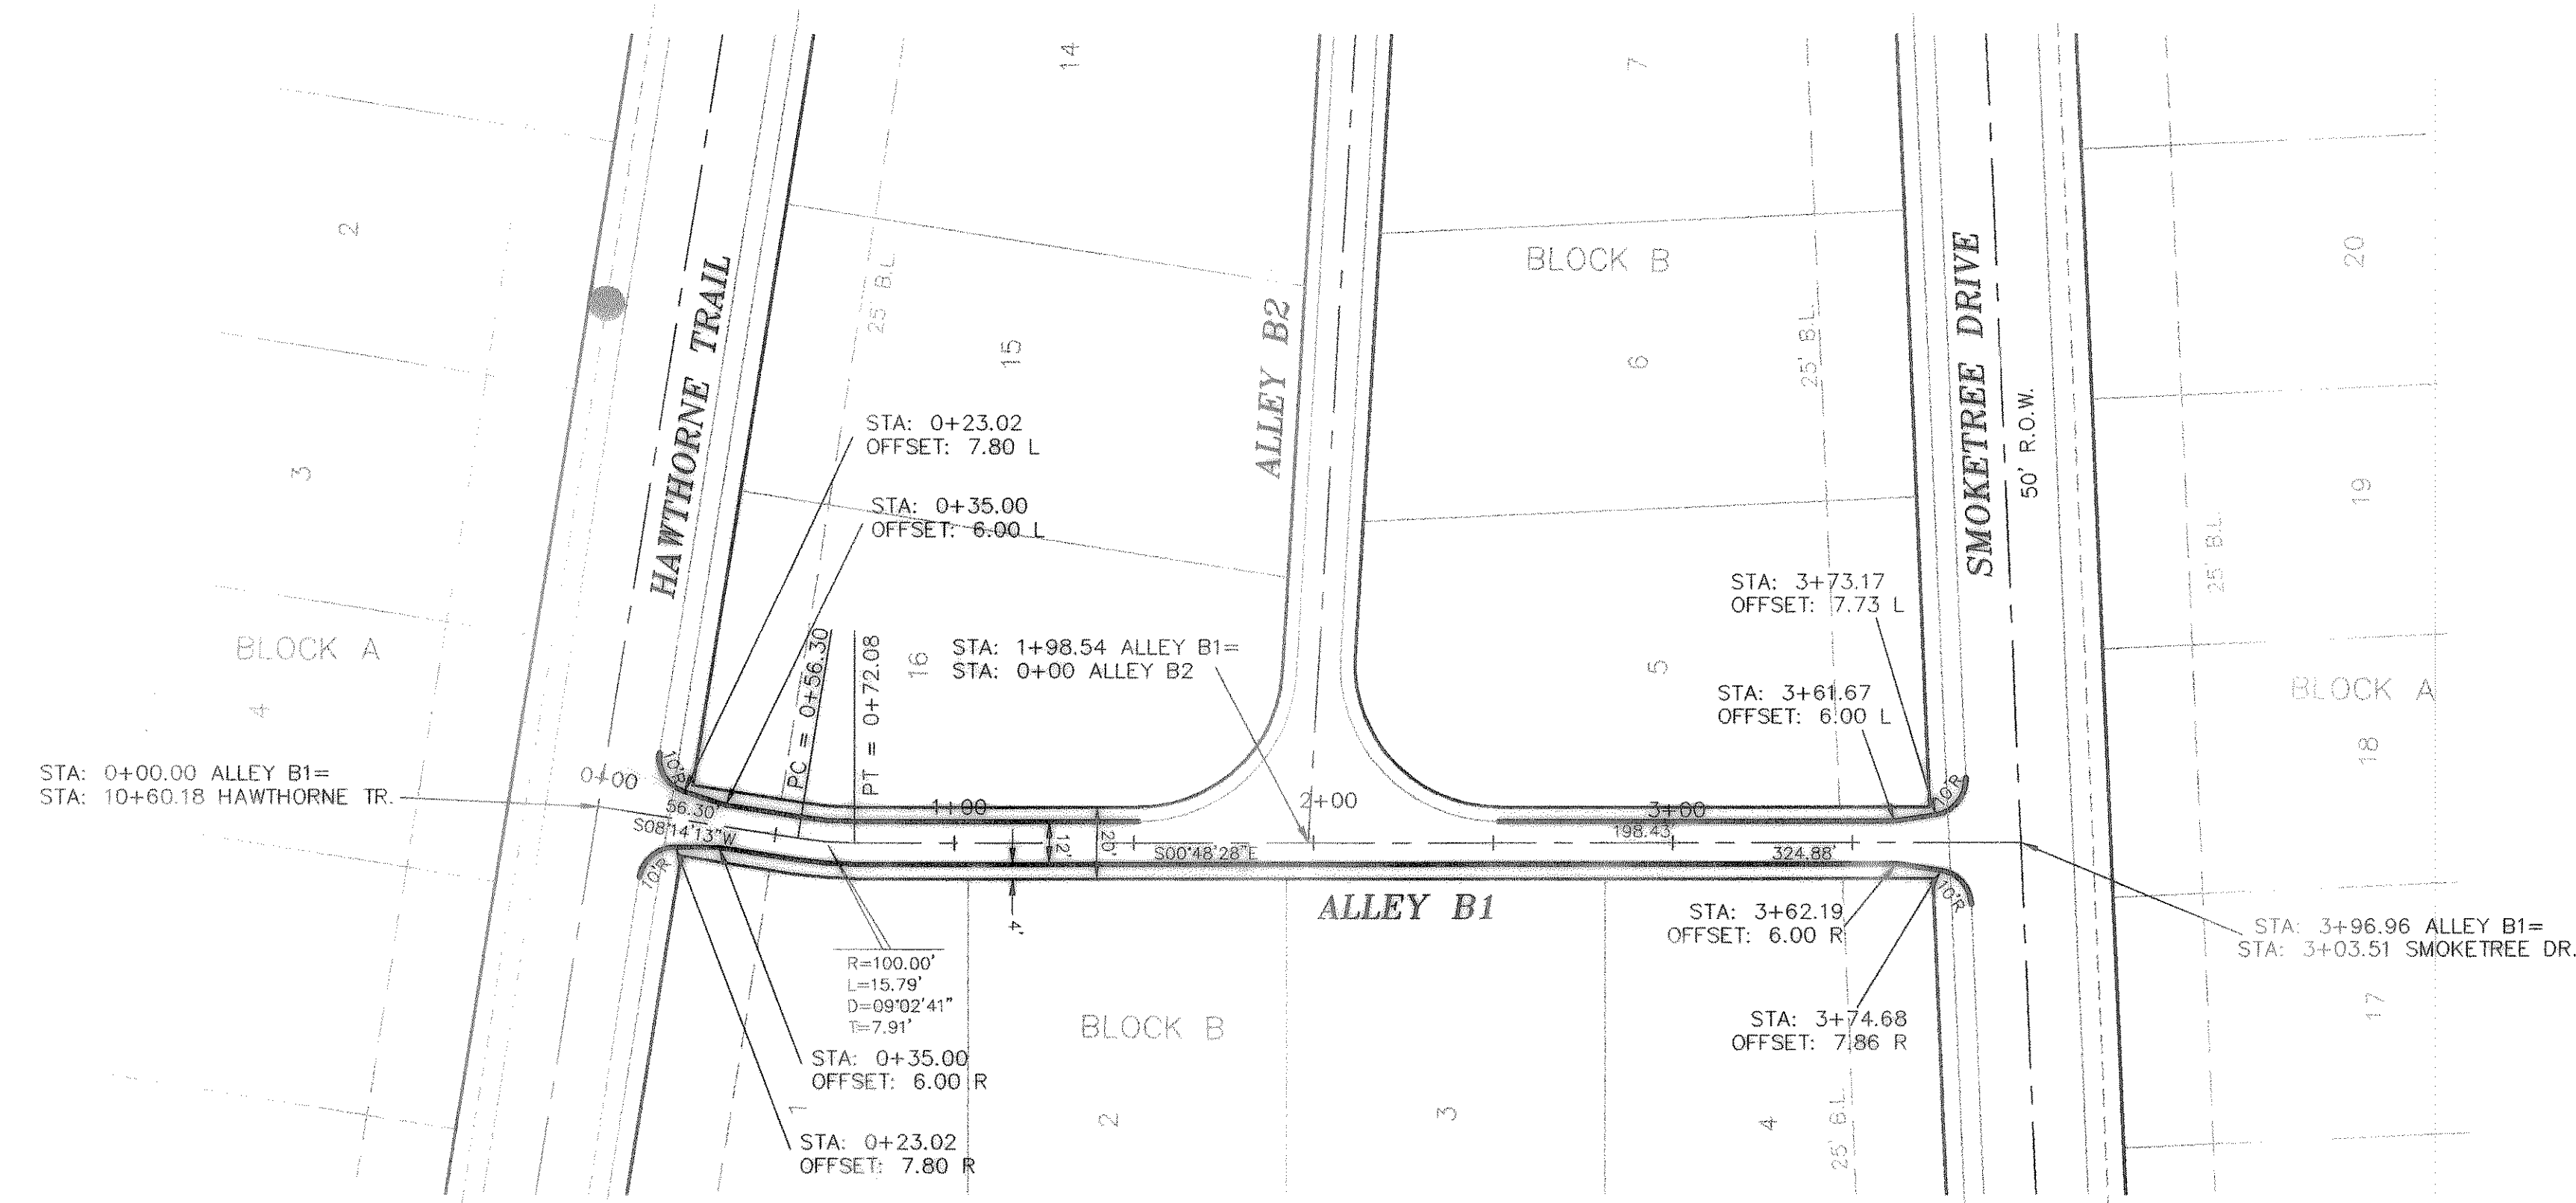 14
7
2
20
BLOCK B
HAWTHORNE TRAIL
25' B.L.
ALLEY B2
SMOKETREE DRIVE
50' R.O.W.
25' B.L.
15
6
3
19
STA: 0+23.02
OFFSET: 7.80 L
STA: 0+35.00
OFFSET: 6.00 L
25' B.L.
STA: 3+73.17
OFFSET: 7.73 L
BLOCK A
4
PC = 0+56.30
PT = 0+72.08
16
STA: 1+98.54 ALLEY B1=
STA: 0+00 ALLEY B2
5
STA: 3+61.67
OFFSET: 6.00 L
BLOCK A
18
STA: 0+00.00 ALLEY B1=
STA: 10+60.18 HAWTHORNE TR.
0+00
10'R
56.30'
S08°14'13"W
10'R
1+00
12'
20'
2+00
S00°48'28"E
3+00
198.43'
324.88'
10'R
10'R
4'
ALLEY B1
STA: 3+62.19
OFFSET: 6.00 R
STA: 3+96.96 ALLEY B1=
STA: 3+03.51 SMOKETREE DR.
R=100.00'
L=15.79'
D=09°02'41"
T=7.91'
17
BLOCK B
STA: 3+74.68
OFFSET: 7.86 R
STA: 0+35.00
OFFSET: 6.00 R
1
2
3
4
25' B.L.
STA: 0+23.02
OFFSET: 7.80 R